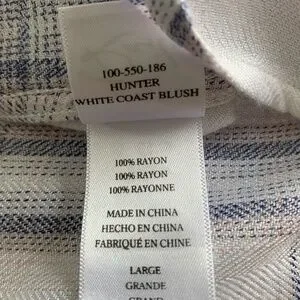 100-550-186
HUNTER
WHITE COAST BLUSH
100% RAYON
100% RAYON
100% RAYONNE
MADE IN CHINA
HECHO EN CHINA
FABRIQUÉ EN CHINE
LARGE
GRANDE
GRAND